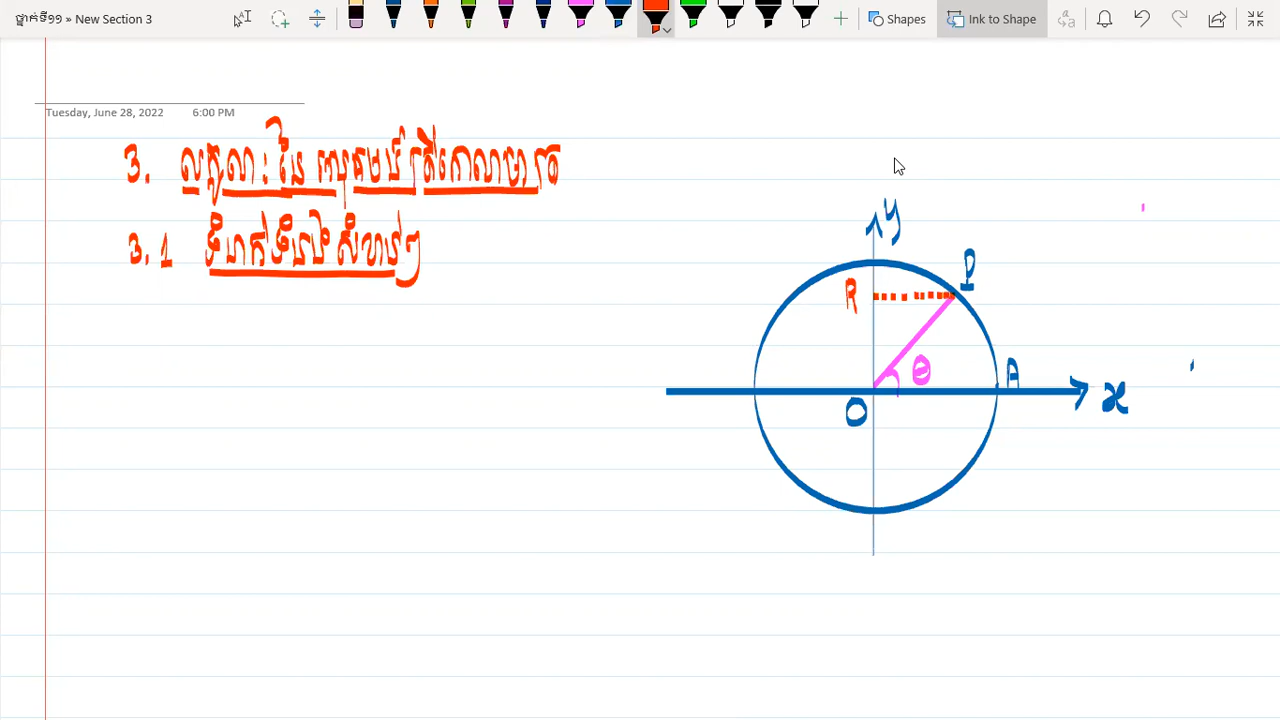 ថ្នាក់ទី99 » New Section 3
Shapes
Ink to Shape
Tuesday, June 28, 2022 6:00 PM
3. លក្ខណៈ នៃ អនុគមន៍ ត្រីកោណមាត្រ
3.1 ទំនាក់ទំនង សំខាន់ៗ
y
P
R
θ
A
O
x